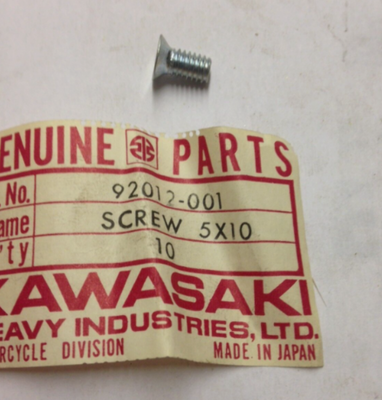 ENUINE PARTS
. No. 92012-001
ame SCREW 5X10
'ty 10
KAWASAKI
EAVY INDUSTRIES, LTD.
RCYCLE DIVISION MADE IN JAPAN